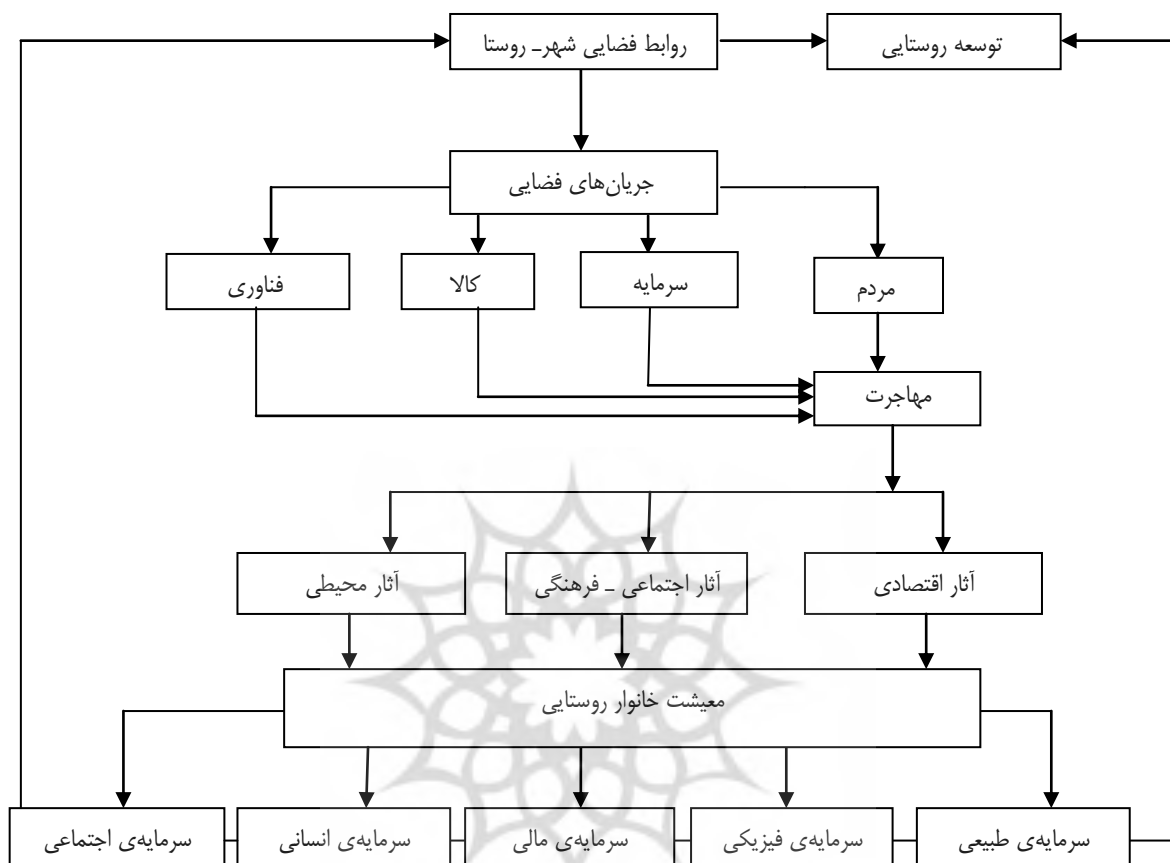 روابط فضایی شهرـ روستا
توسعه روستایی
جریان‌های فضایی
مردم
سرمایه
کالا
فناوری
مهاجرت
آثار اقتصادی
آثار اجتماعی ـ فرهنگی
آثار محیطی
معیشت خانوار روستایی
سرمایه‌ی طبیعی
سرمایه‌ی فیزیکی
سرمایه‌ی مالی
سرمایه‌ی انسانی
سرمایه‌ی اجتماعی